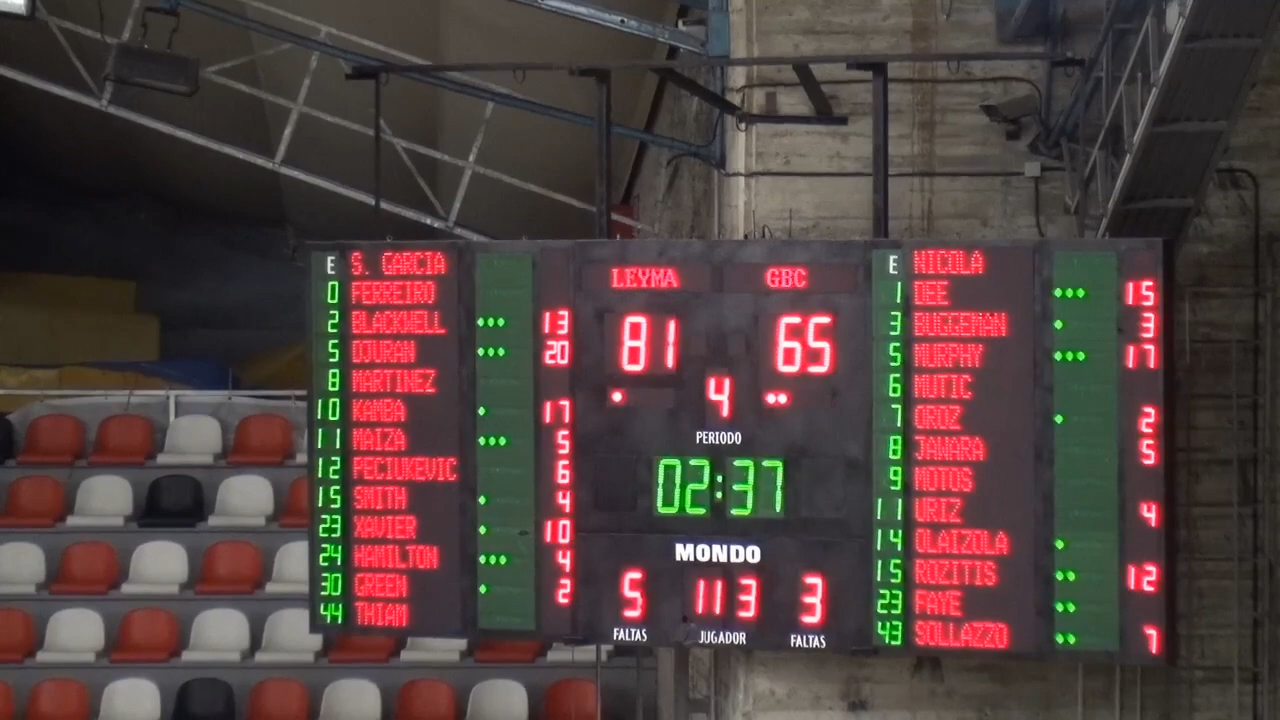 E S. GARCIA
0 FERREIRO
2 BLACKWELL 13
5 DJURAN 20
8 MARTINEZ
10 KAMBA 17
11 MAIZA 5
12 PECIUKEVIC 6
15 SMITH 4
23 XAVIER 10
24 HAMILTON 4
30 GREEN 2
44 THIAM
LEYMA GBC
81 65
4
PERIODO
02:37
MONDO
5 11 3 3
FALTAS JUGADOR FALTAS
E NICOLA
1 DEE 15
3 BUGGEMAN 3
5 MURPHY 17
6 MUTIC
7 OROZ 2
8 JAWARA 5
9 MOTOS
11 URIZ 4
14 OLAIZOLA
15 ROZITIS 12
23 FAYE
43 SOLLAZZO 7